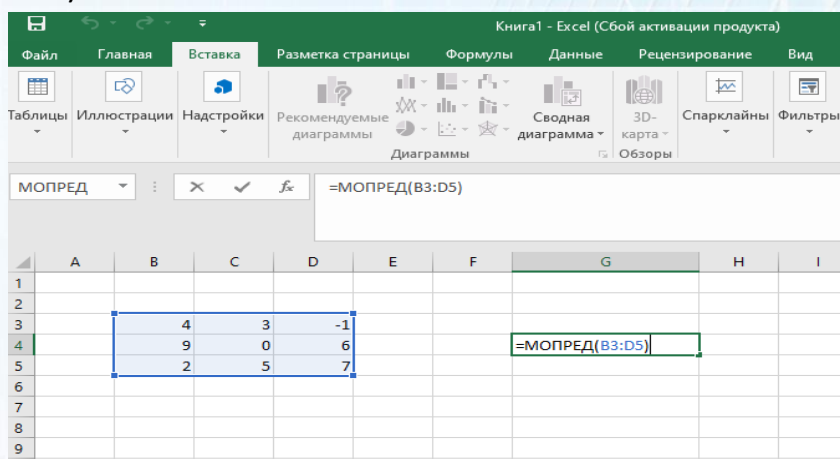 Книга1 - Excel (Сбой активации продукта)
Файл Главная Вставка Разметка страницы Формулы Данные Рецензирование Вид
Таблицы Иллюстрации Надстройки Рекомендуемые диаграммы Сводная диаграмма 3D-карта Спарклайны Фильтры
Диаграммы Обзоры
МОПРЕД fx =МОПРЕД(B3:D5)
A B C D E F G H I
1
2
3 4 3 -1
4 9 0 6 =МОПРЕД(B3:D5)
5 2 5 7
6
7
8
9